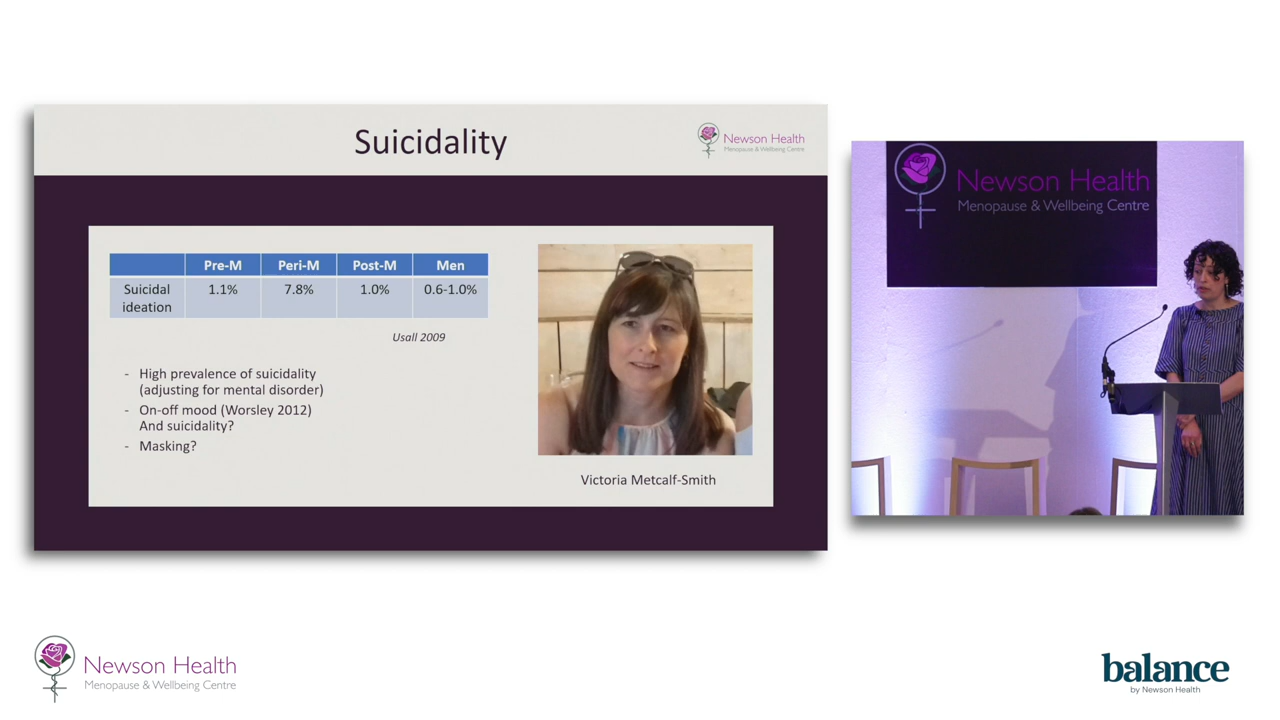 Suicidality
Newson Health
Menopause & Wellbeing Centre
Pre-M Peri-M Post-M Men
Suicidal ideation 1.1% 7.8% 1.0% 0.6-1.0%
Usall 2009
- High prevalence of suicidality
(adjusting for mental disorder)
- On-off mood (Worsley 2012)
And suicidality?
- Masking?
Victoria Metcalf-Smith
Newson Health
Menopause & Wellbeing Centre
Newson Health
Menopause & Wellbeing Centre
balance
by Newson Health